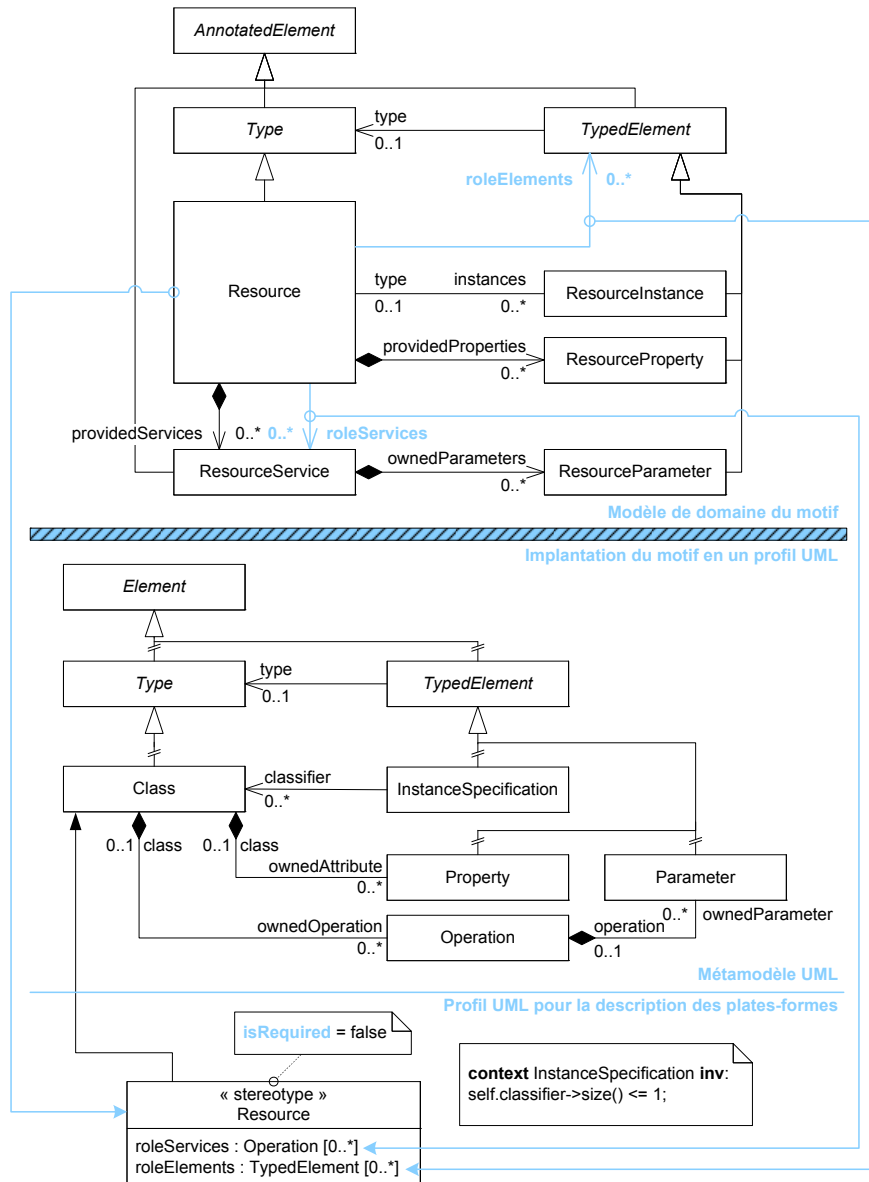 AnnotatedElement
Type
type
0..1
TypedElement
roleElements
0..*
Resource
type
0..1
instances
0..*
ResourceInstance
providedProperties
0..*
ResourceProperty
providedServices
0..*
0..*
roleServices
ResourceService
ownedParameters
0..*
ResourceParameter
Modèle de domaine du motif
Implantation du motif en un profil UML
Element
Type
type
0..1
TypedElement
Class
classifier
0..*
InstanceSpecification
0..1 class
0..1 class
ownedAttribute
0..*
Property
Parameter
0..*
ownedParameter
ownedOperation
0..*
Operation
operation
0..1
Métamodèle UML
Profil UML pour la description des plates-formes
isRequired = false
context InstanceSpecification inv:
self.classifier->size() <= 1;
« stereotype »
Resource
roleServices : Operation [0..*]
roleElements : TypedElement [0..*]